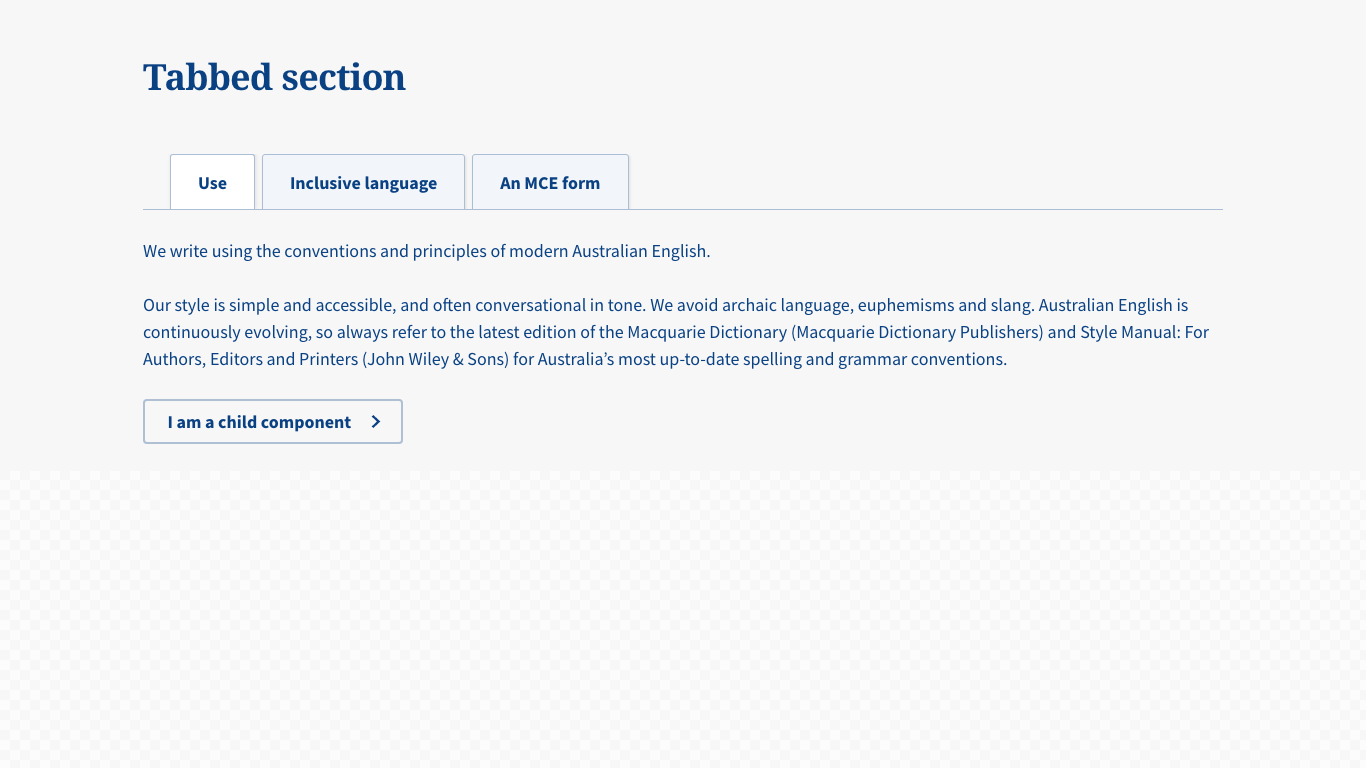 Tabbed section
Use
Inclusive language
An MCE form
We write using the conventions and principles of modern Australian English.
Our style is simple and accessible, and often conversational in tone. We avoid archaic language, euphemisms and slang. Australian English is
continuously evolving, so always refer to the latest edition of the Macquarie Dictionary (Macquarie Dictionary Publishers) and Style Manual: For
Authors, Editors and Printers (John Wiley & Sons) for Australia’s most up-to-date spelling and grammar conventions.
I am a child component